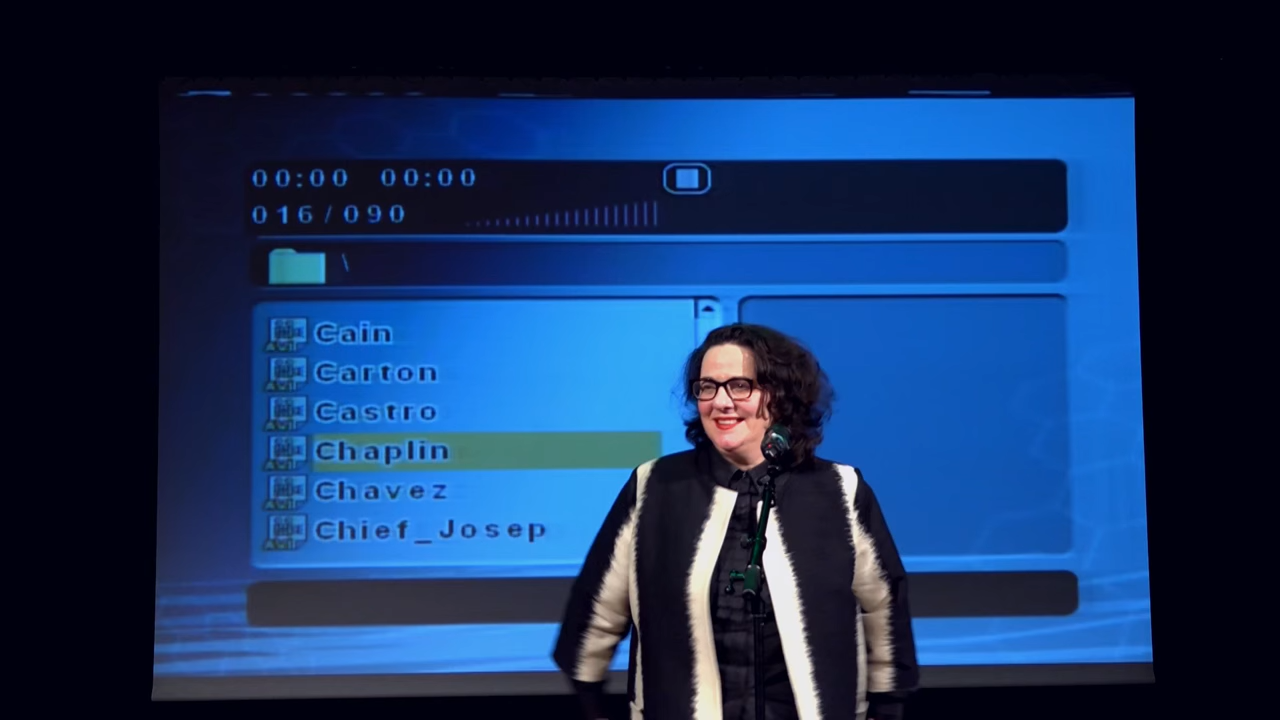 00:00 00:00
016/090
\
AVI Cain
AVI Carton
AVI Castro
AVI Chaplin
AVI Chavez
AVI Chief_Josep